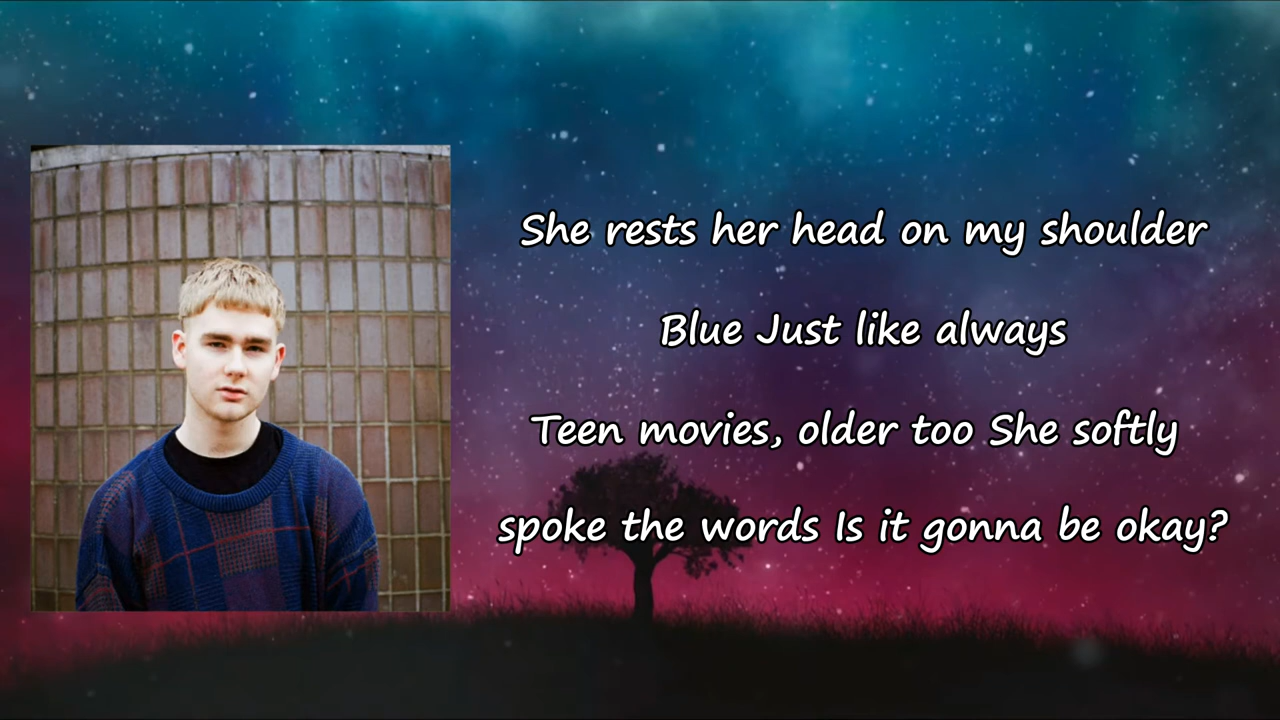 She rests her head on my shoulder
Blue Just like always
Teen movies, older too She softly
spoke the words Is it gonna be okay?